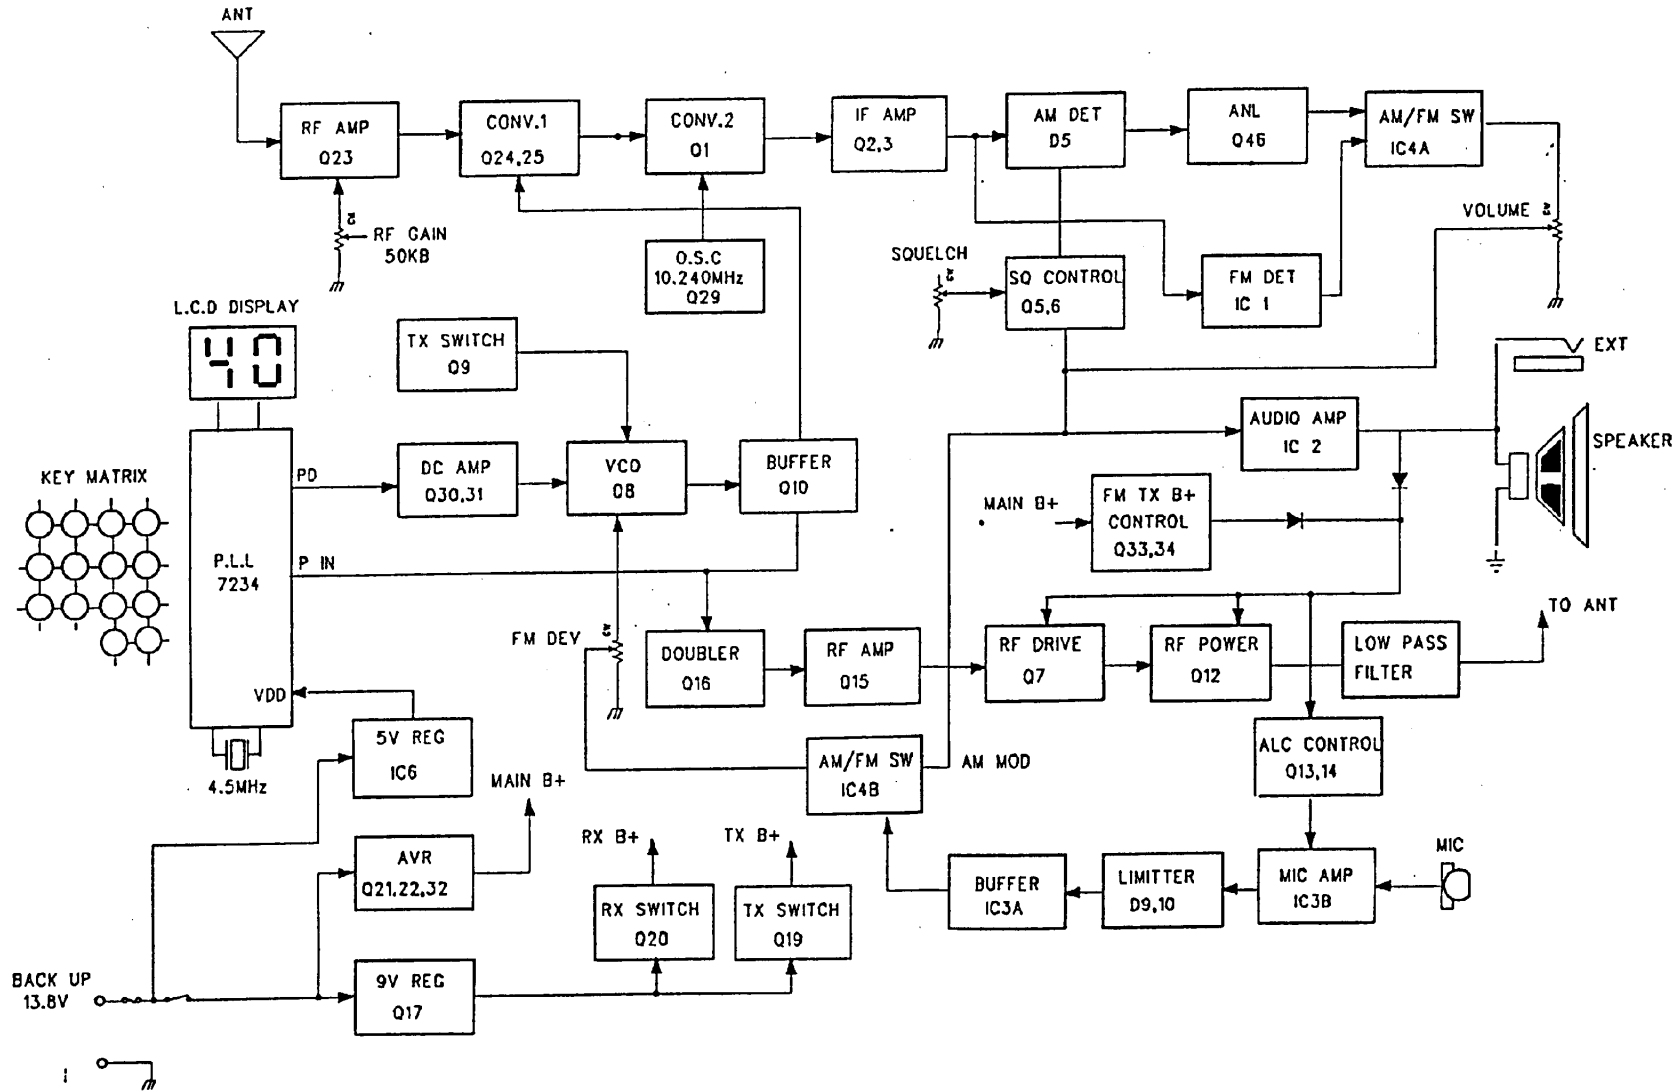 ANT
RF AMP
Q23
CONV.1
Q24,25
CONV.2
Q1
IF AMP
Q2,3
AM DET
D5
ANL
Q46
AM/FM SW
IC4A
RF GAIN
50KB
O.S.C
10.240MHz
Q29
SQUELCH
SQ CONTROL
Q5,6
FM DET
IC 1
VOLUME
L.C.D DISPLAY
40
TX SWITCH
Q9
EXT
AUDIO AMP
IC 2
SPEAKER
KEY MATRIX
PD
DC AMP
Q30,31
VCO
Q8
BUFFER
Q10
MAIN B+
FM TX B+
CONTROL
Q33,34
P.L.L
7234
P IN
FM DEV
DOUBLER
Q16
RF AMP
Q15
RF DRIVE
Q7
RF POWER
Q12
LOW PASS
FILTER
TO ANT
VDD
4.5MHz
5V REG
IC6
MAIN B+
AM/FM SW
IC4B
AM MOD
ALC CONTROL
Q13,14
AVR
Q21,22,32
RX B+
TX B+
RX SWITCH
Q20
TX SWITCH
Q19
BUFFER
IC3A
LIMITTER
D9,10
MIC AMP
IC3B
MIC
BACK UP
13.8V
9V REG
Q17